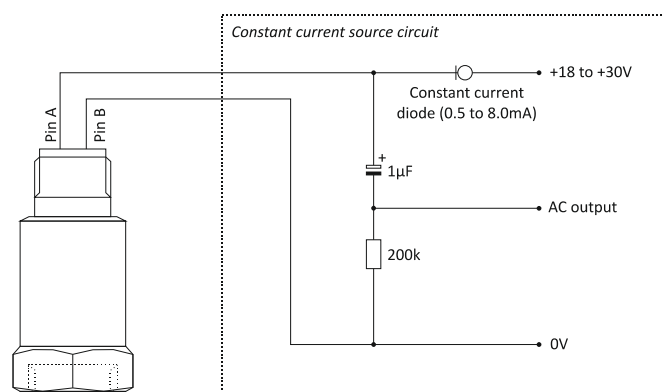 Constant current source circuit
+18 to +30V
Constant current
diode (0.5 to 8.0mA)
Pin A
Pin B
+
1µF
AC output
200k
0V